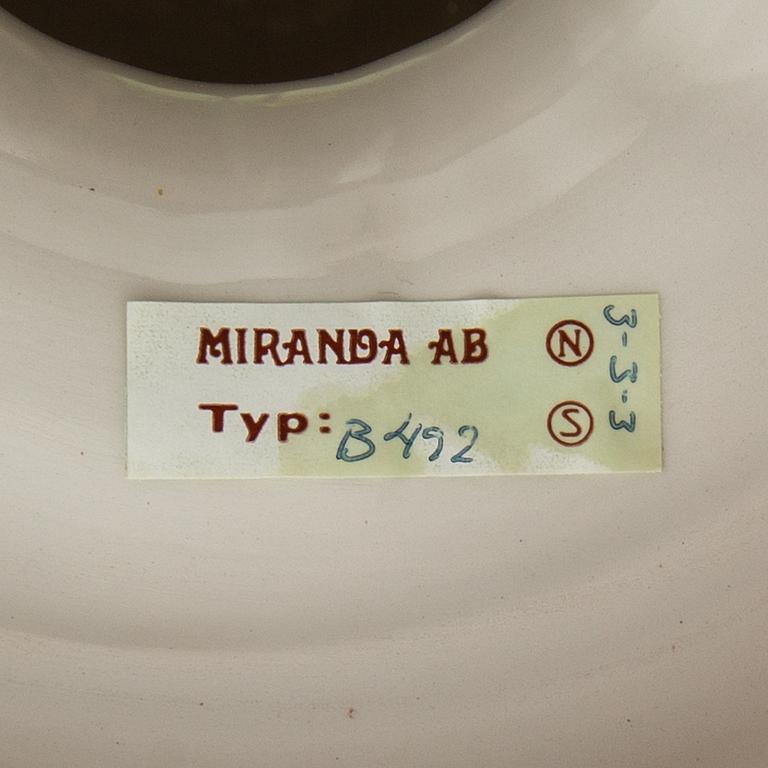 MIRANDA AB Ⓝ
Typ: B492 Ⓢ
3-3-3